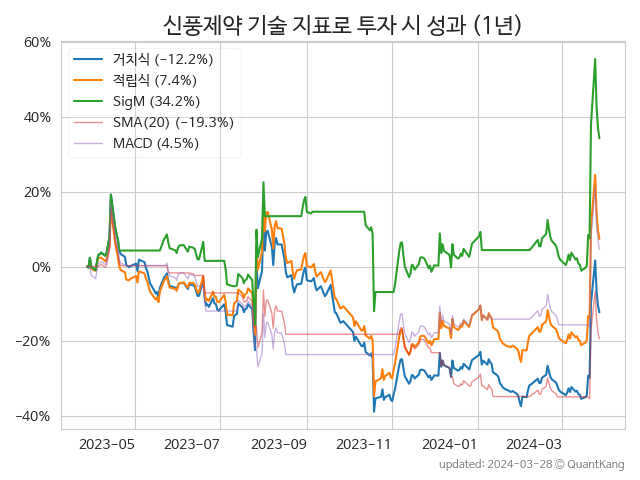 신풍제약 기술 지표로 투자 시 성과 (1년)
60%
40%
20%
0%
−20%
−40%
거치식 (−12.2%)
적립식 (7.4%)
SigM (34.2%)
SMA(20) (−19.3%)
MACD (4.5%)
2023-05 2023-07 2023-09 2023-11 2024-01 2024-03
updated: 2024-03-28 © QuantKang